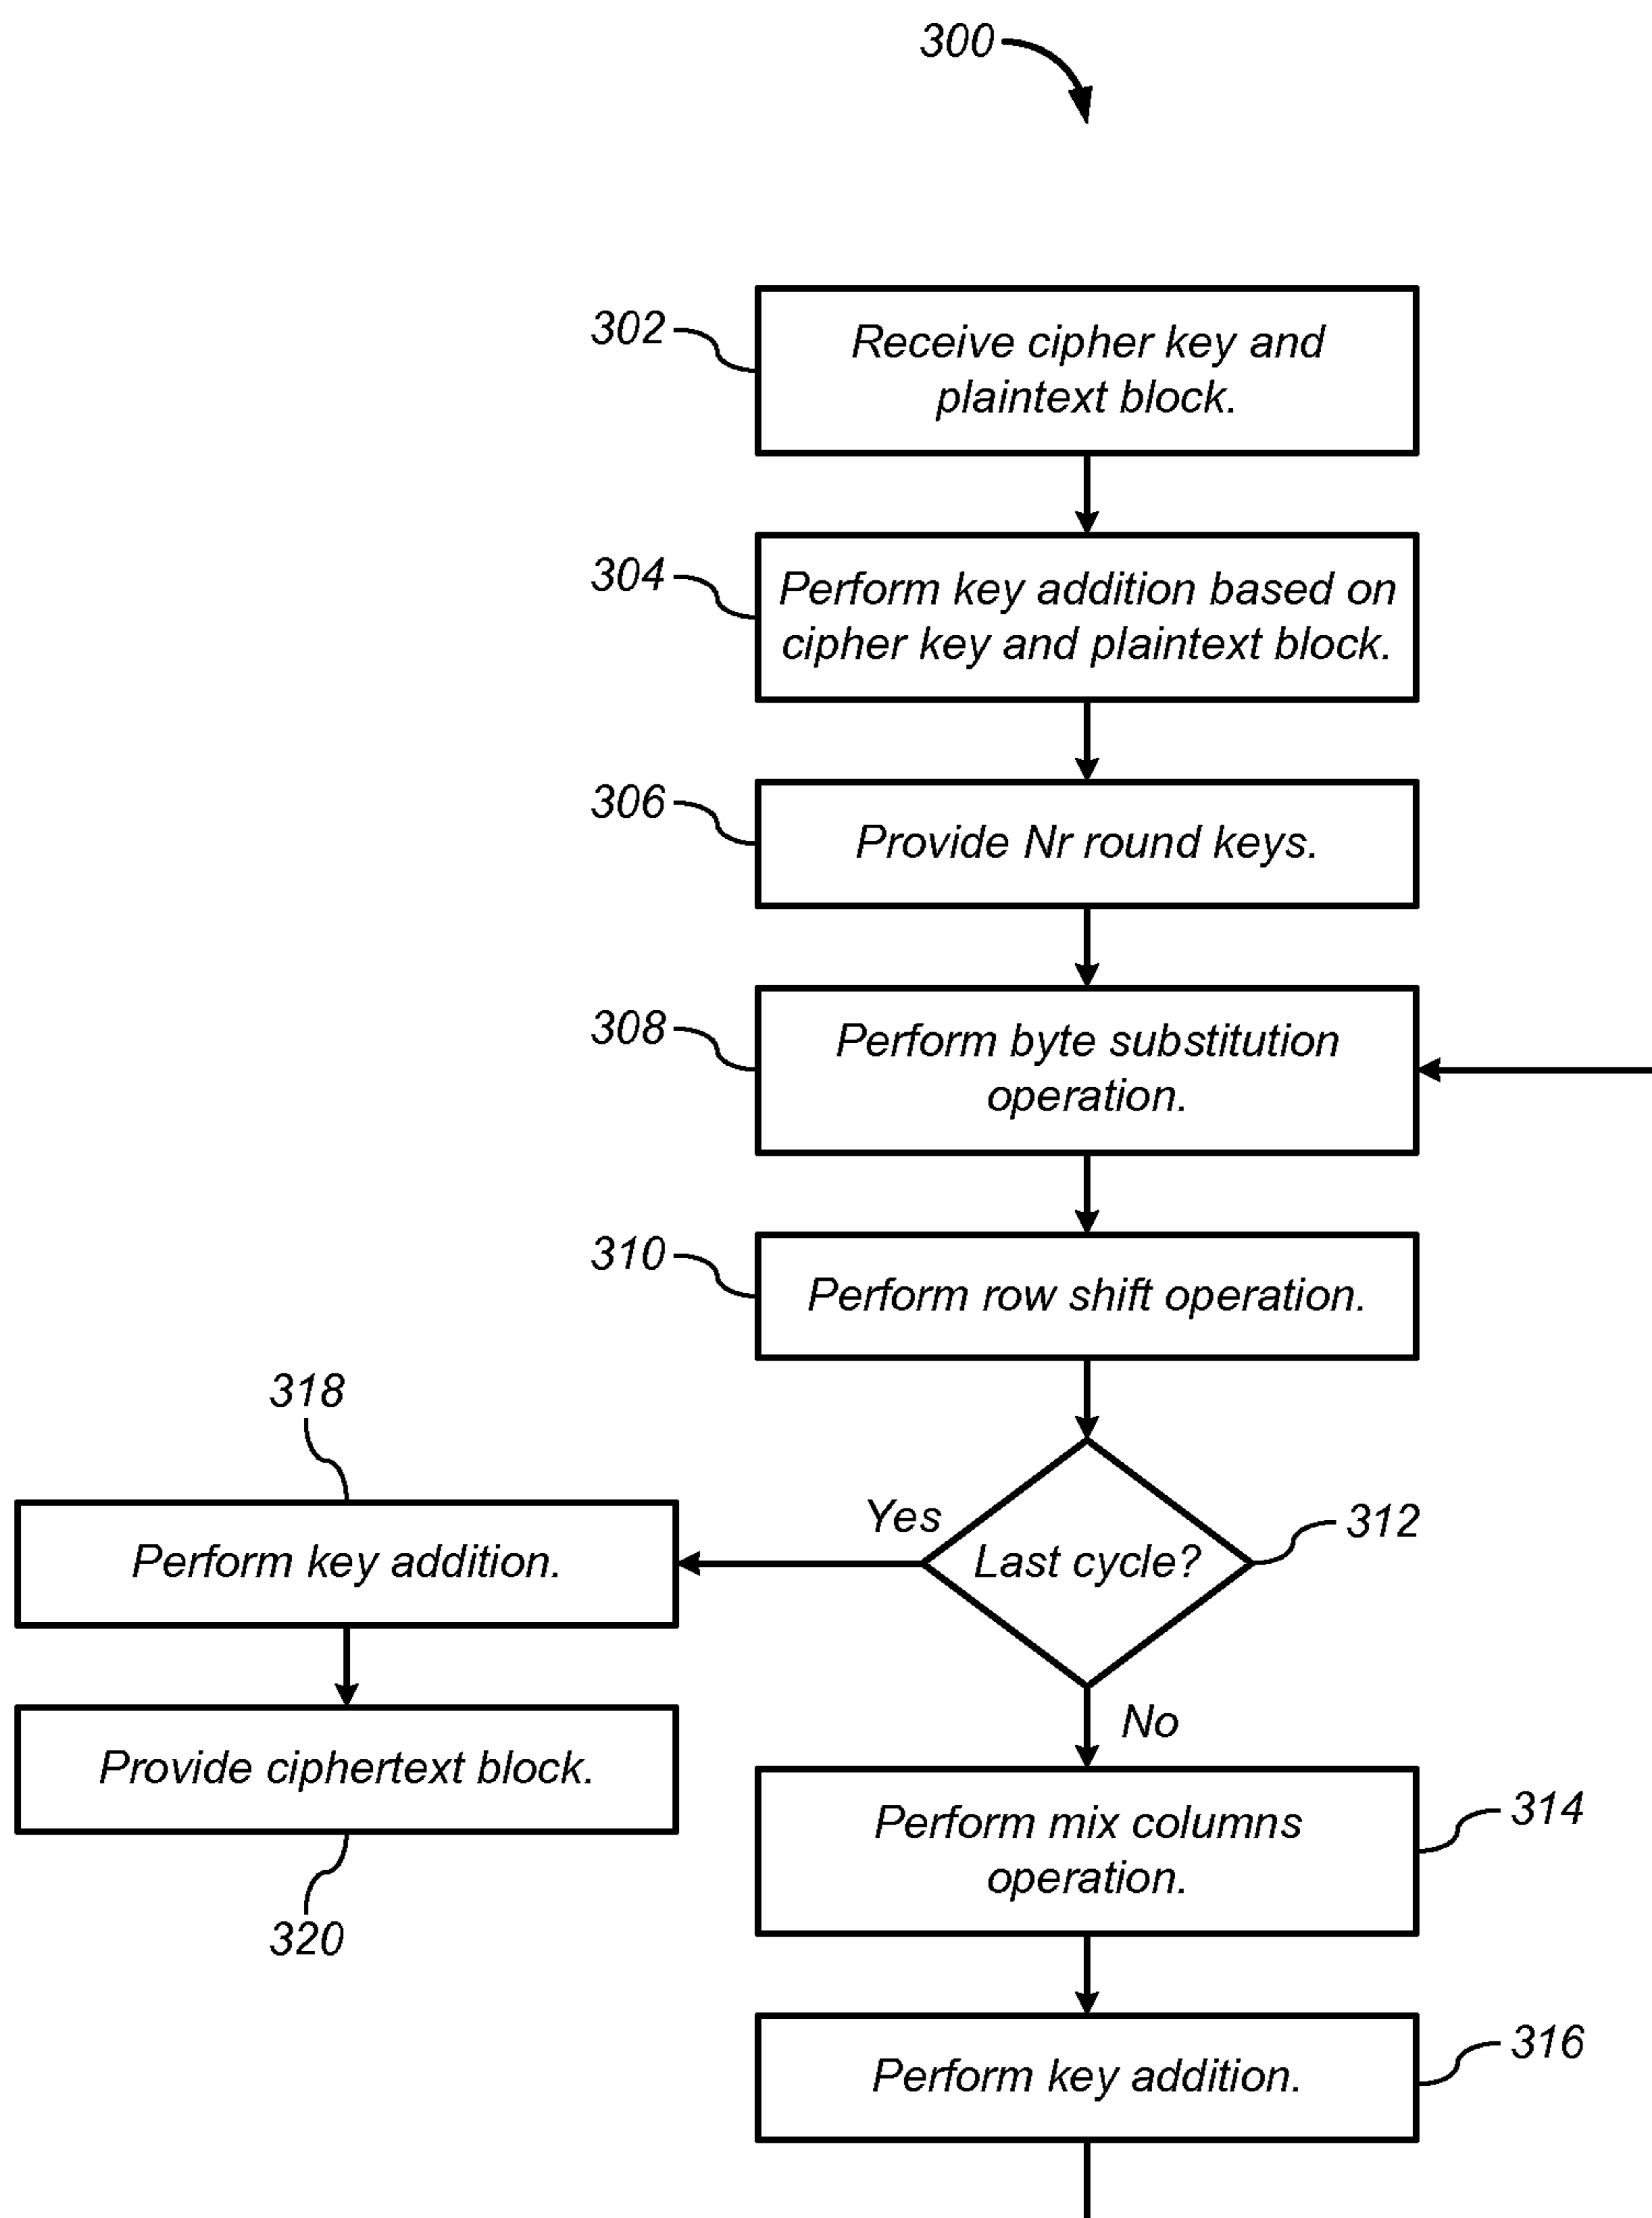 300
302
Receive cipher key and
plaintext block.
304
Perform key addition based on
cipher key and plaintext block.
306
Provide Nr round keys.
308
Perform byte substitution
operation.
310
Perform row shift operation.
318
Perform key addition.
Yes
Last cycle?
312
No
Provide ciphertext block.
320
Perform mix columns
operation.
314
Perform key addition.
316